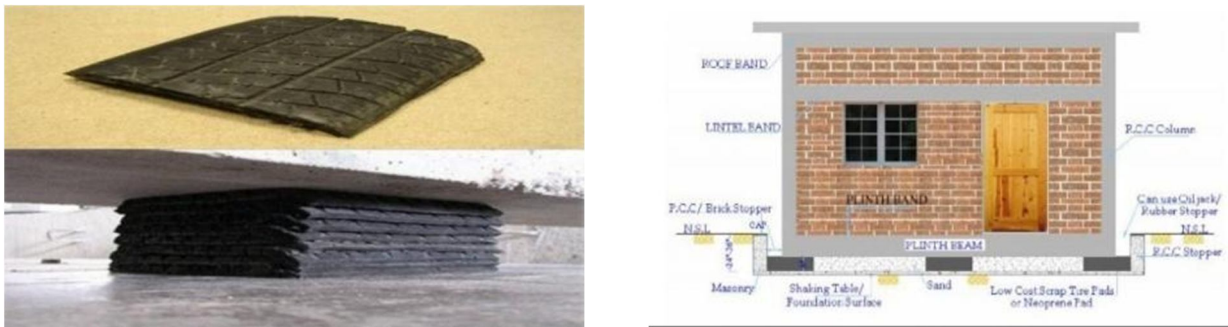 ROOF BAND
LINTEL BAND
R.C.C Column
PLINTH BAND
P.C.C/ Brick Stopper
Can use Oil jack/
Rubber Stopper
N.S.L
N.S.L
PLINTH BEAM
R.C.C Stopper
Masonry
Shaking Table/
Foundation Surface
Sand
Low Cost Scrap Tire Pads
or Neoprene Pad